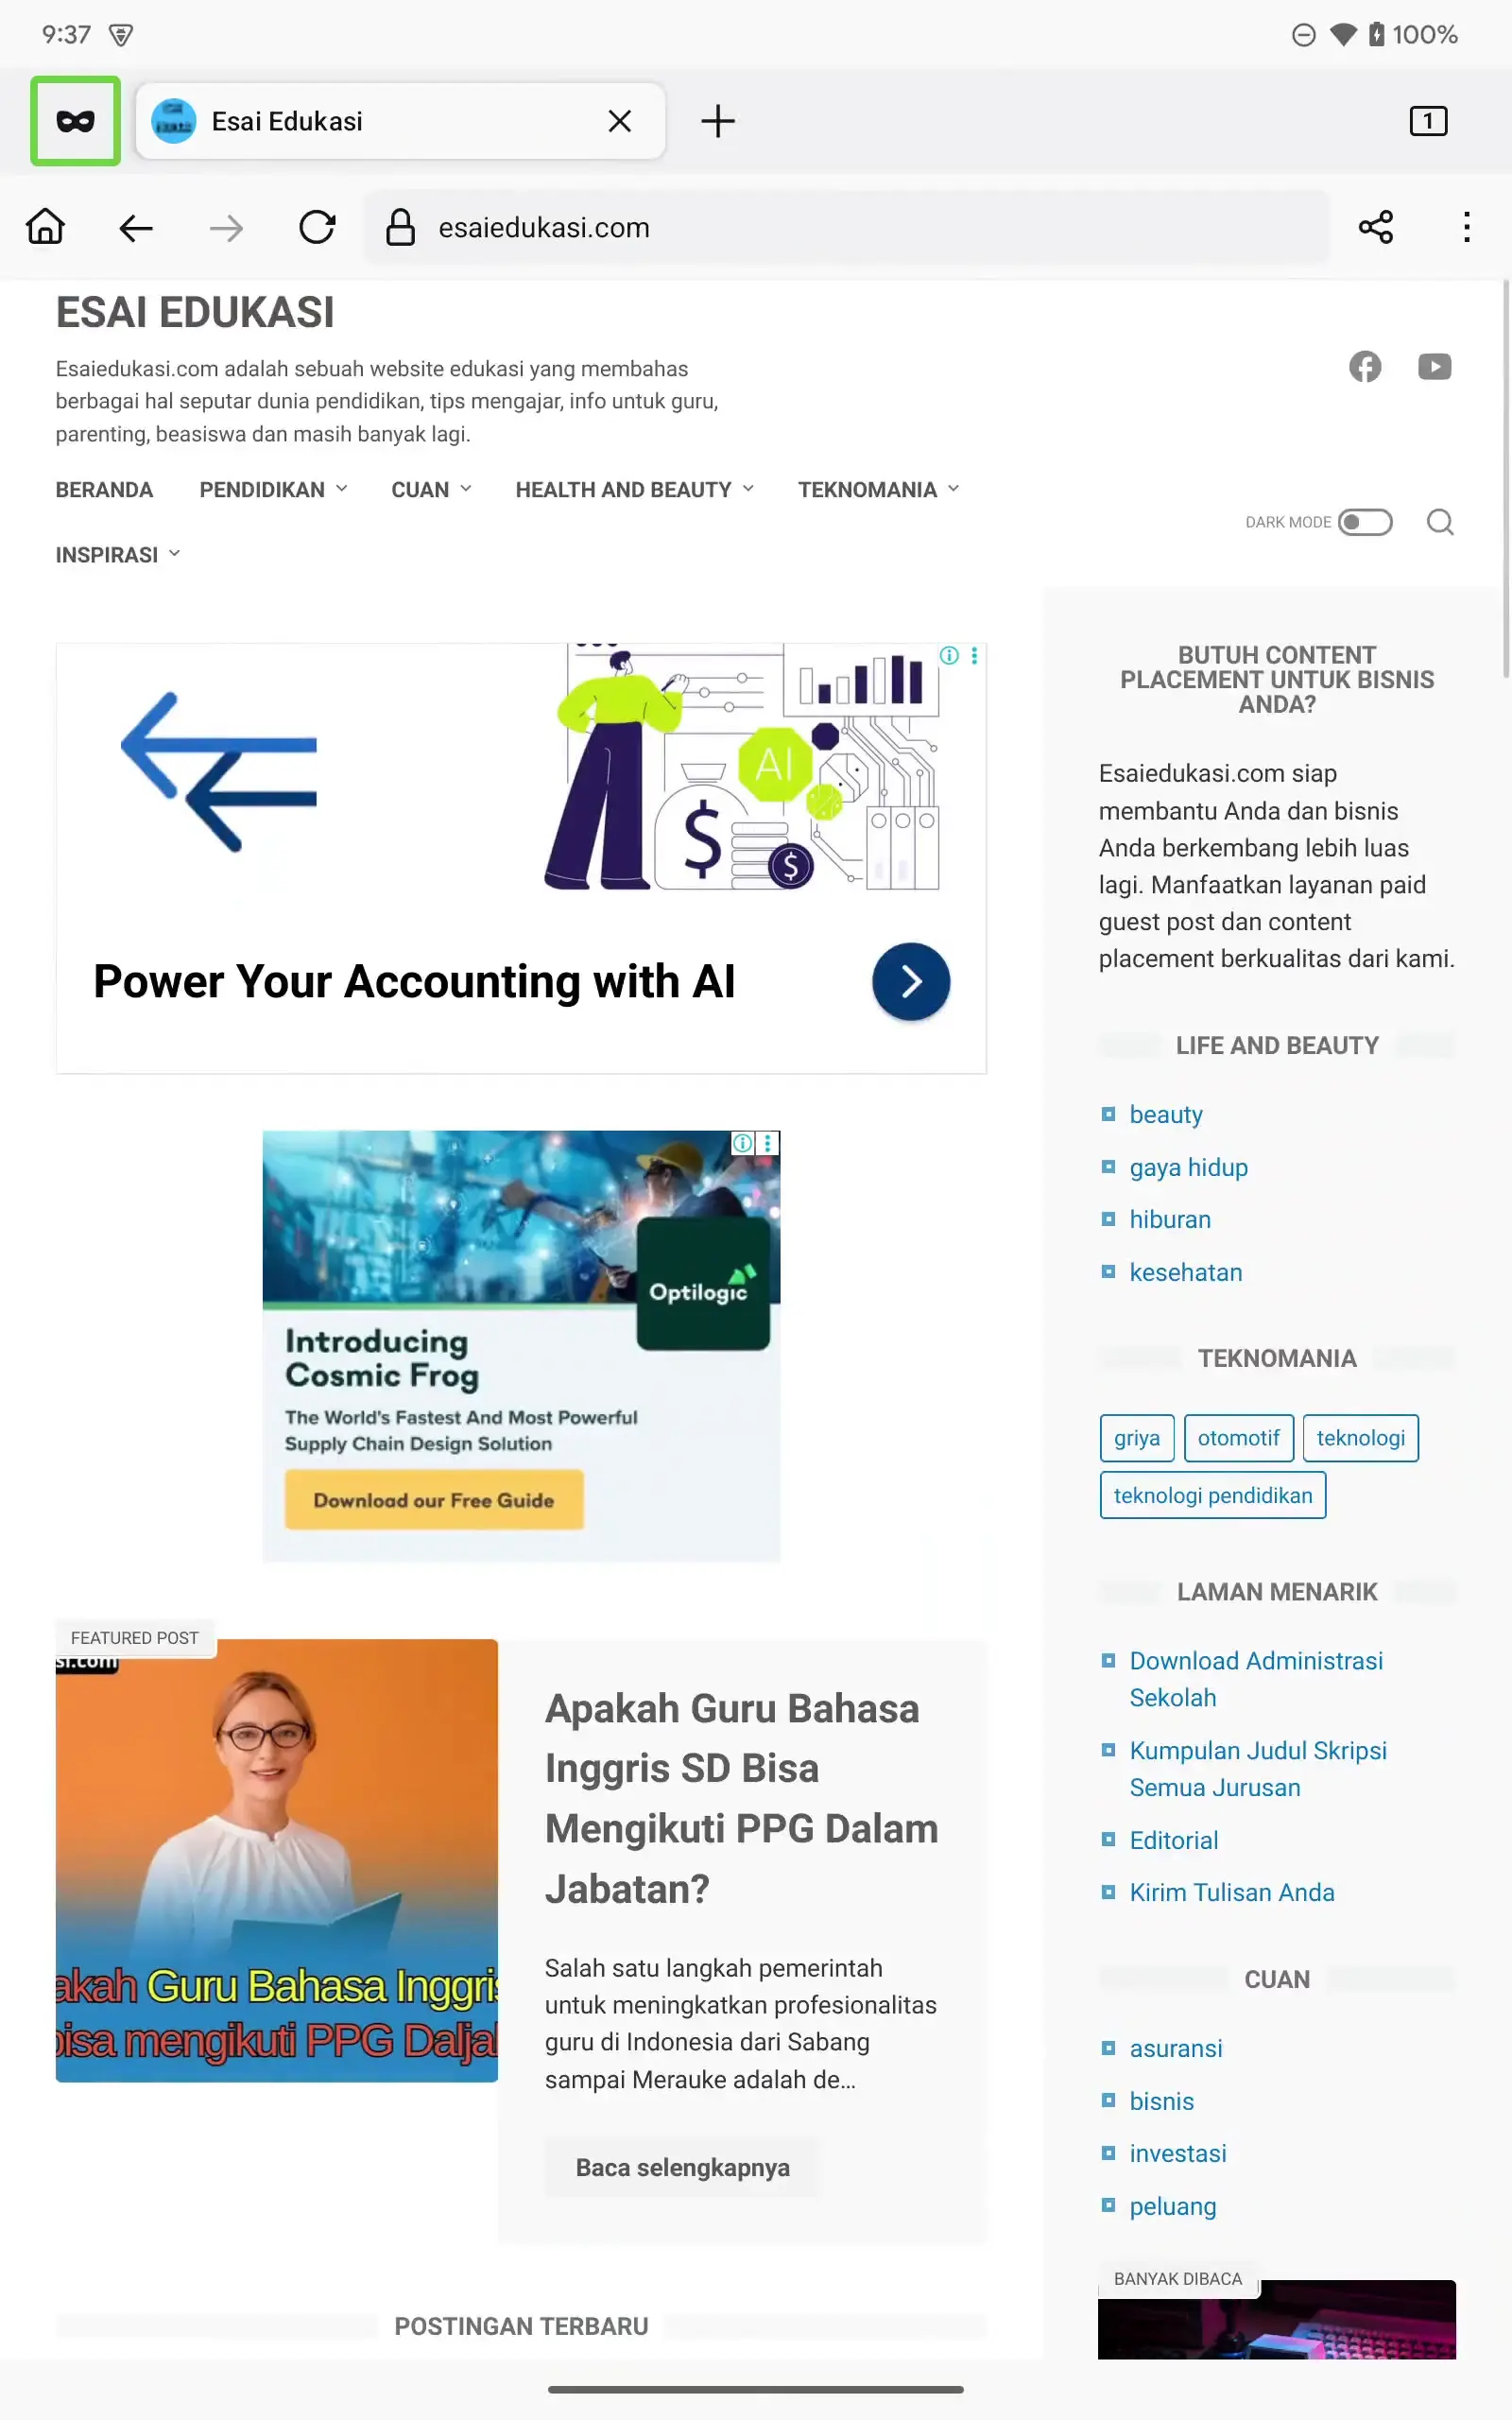 9:37
100%
Esai Edukasi
1
esaiedukasi.com
ESAI EDUKASI
Esaiedukasi.com adalah sebuah website edukasi yang membahas
berbagai hal seputar dunia pendidikan, tips mengajar, info untuk guru,
parenting, beasiswa dan masih banyak lagi.
BERANDA PENDIDIKAN CUAN HEALTH AND BEAUTY TEKNOMANIA
INSPIRASI
DARK MODE
AI
$
$
Power Your Accounting with AI
Optilogic
Introducing
Cosmic Frog
The World's Fastest And Most Powerful
Supply Chain Design Solution
Download our Free Guide
FEATURED POST
si.com
akah Guru Bahasa Inggris
bisa mengikuti PPG Daljal
Apakah Guru Bahasa
Inggris SD Bisa
Mengikuti PPG Dalam
Jabatan?
Salah satu langkah pemerintah
untuk meningkatkan profesionalitas
guru di Indonesia dari Sabang
sampai Merauke adalah de...
Baca selengkapnya
POSTINGAN TERBARU
BUTUH CONTENT
PLACEMENT UNTUK BISNIS
ANDA?
Esaiedukasi.com siap
membantu Anda dan bisnis
Anda berkembang lebih luas
lagi. Manfaatkan layanan paid
guest post dan content
placement berkualitas dari kami.
LIFE AND BEAUTY
beauty
gaya hidup
hiburan
kesehatan
TEKNOMANIA
griya otomotif teknologi
teknologi pendidikan
LAMAN MENARIK
Download Administrasi
Sekolah
Kumpulan Judul Skripsi
Semua Jurusan
Editorial
Kirim Tulisan Anda
CUAN
asuransi
bisnis
investasi
peluang
BANYAK DIBACA